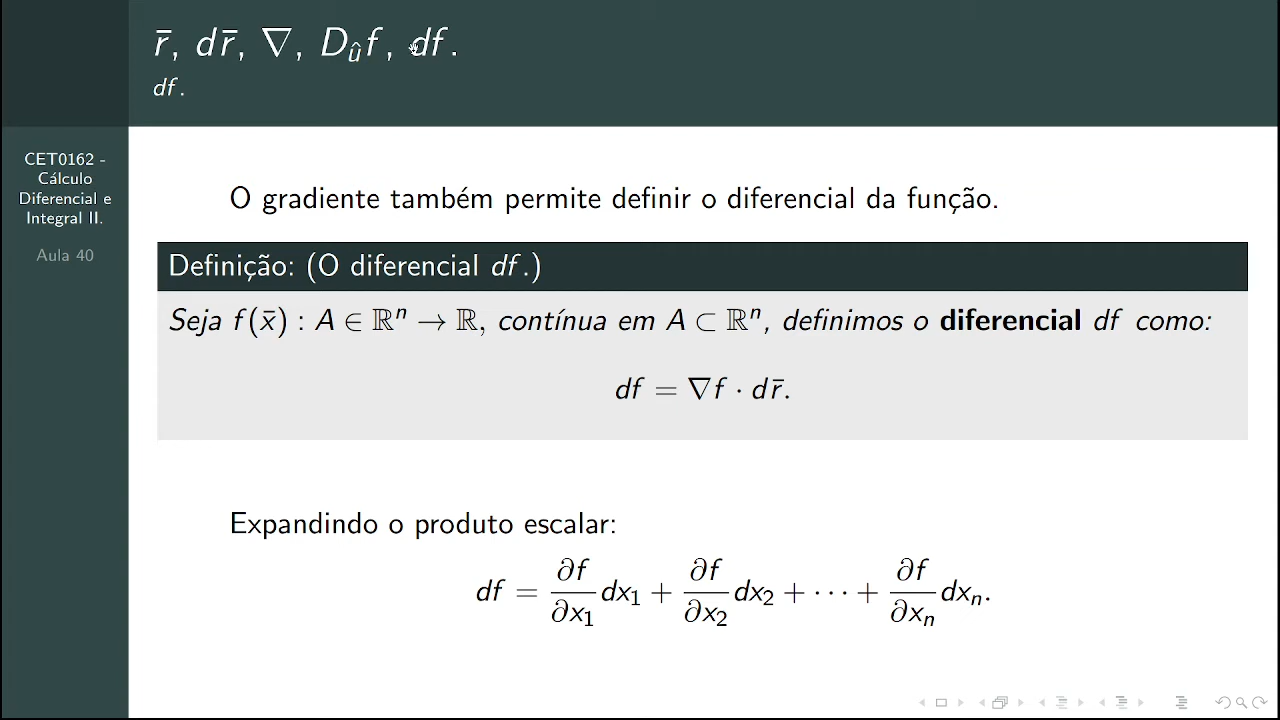 r̄, dr̄, ∇, D_û f, df.
df.
CET0162 -
Cálculo
Diferencial e
Integral II.
Aula 40
O gradiente também permite definir o diferencial da função.
Definição: (O diferencial df.)
Seja f(x̄) : A ∈ ℝⁿ → ℝ, contínua em A ⊂ ℝⁿ, definimos o diferencial df como:
df = ∇f · dr̄.
Expandindo o produto escalar:
df = ∂f/∂x₁ dx₁ + ∂f/∂x₂ dx₂ + ··· + ∂f/∂xₙ dxₙ.